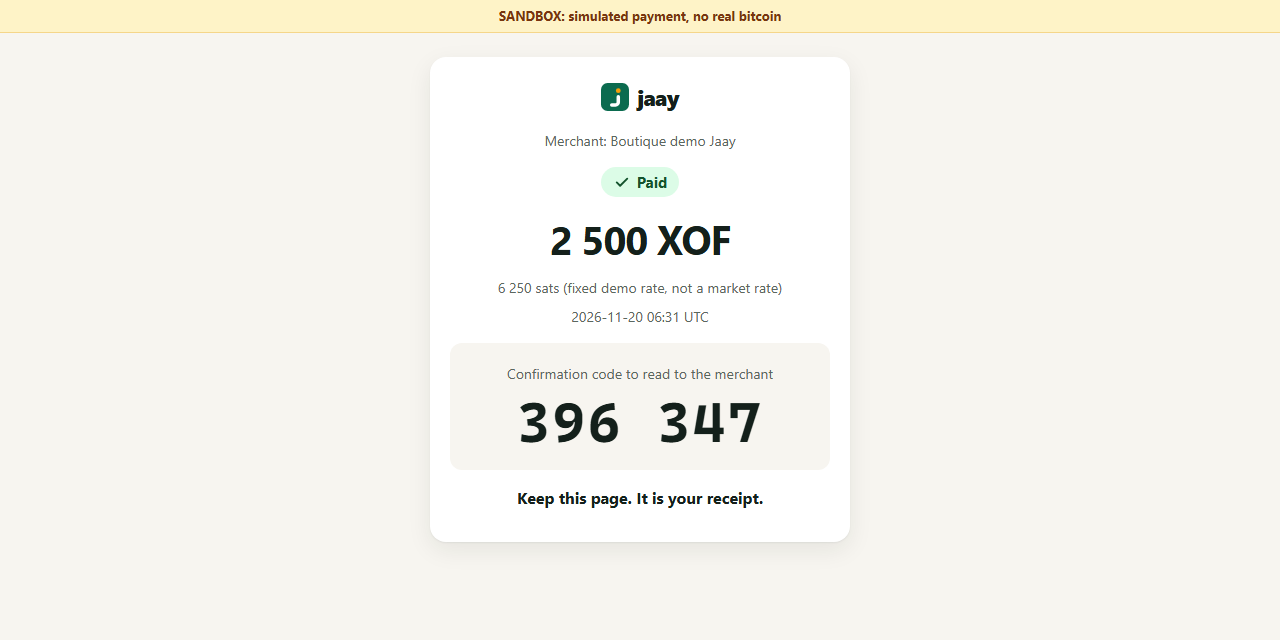 SANDBOX: simulated payment, no real bitcoin
jaay
Merchant: Boutique demo Jaay
Paid
2 500 XOF
6 250 sats (fixed demo rate, not a market rate)
2026-11-20 06:31 UTC
Confirmation code to read to the merchant
396 347
Keep this page. It is your receipt.